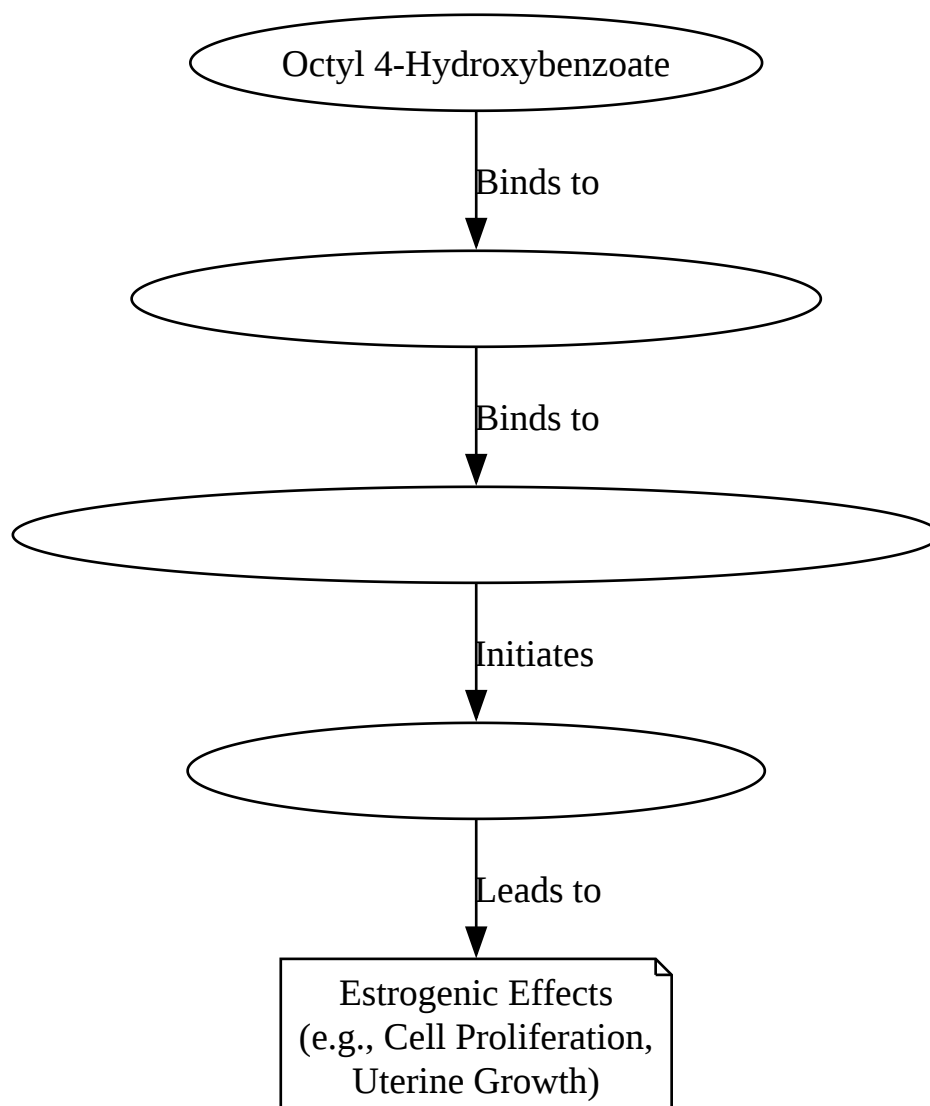 Octyl 4-Hydroxybenzoate
Binds to
Binds to
Initiates
Leads to
Estrogenic Effects
(e.g., Cell Proliferation,
Uterine Growth)